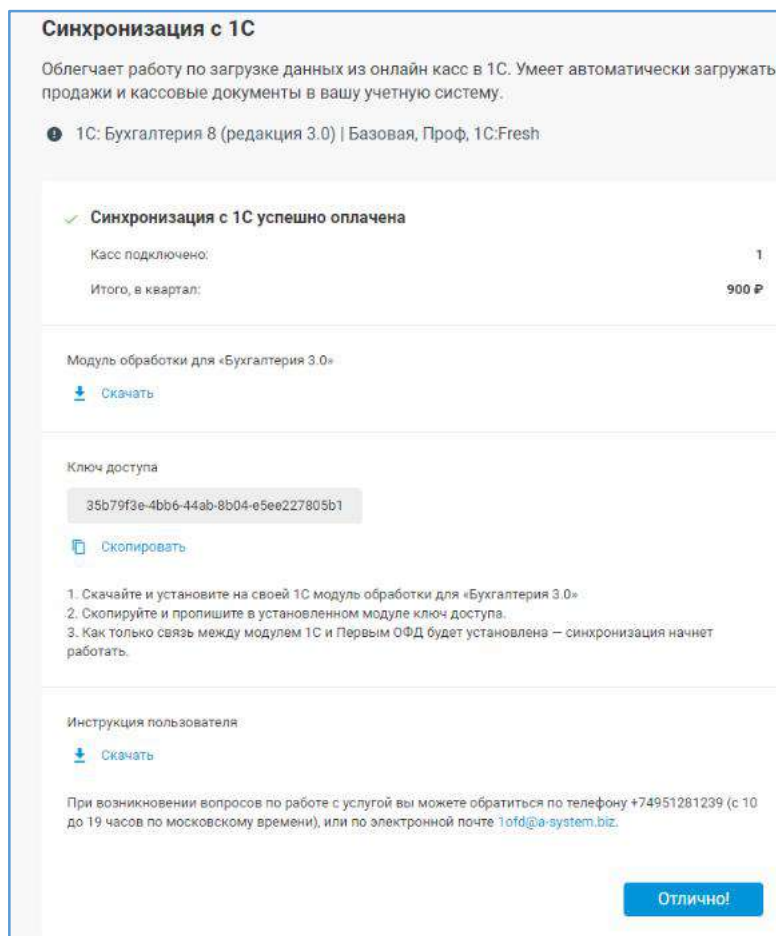 Синхронизация с 1С
Облегчает работу по загрузке данных из онлайн касс в 1С. Умеет автоматически загружать
продажи и кассовые документы в вашу учетную систему.
1С: Бухгалтерия 8 (редакция 3.0) | Базовая, Проф, 1С:Fresh
Синхронизация с 1С успешно оплачена
Касс подключено: 1
Итого, в квартал: 900 ₽
Модуль обработки для «Бухгалтерия 3.0»
Скачать
Ключ доступа
35b79f3e-4bb6-44ab-8b04-e5ee227805b1
Скопировать
1. Скачайте и установите на своей 1С модуль обработки для «Бухгалтерия 3.0»
2. Скопируйте и пропишите в установленном модуле ключ доступа.
3. Как только связь между модулем 1С и Первым ОФД будет установлена — синхронизация начнет
работать.
Инструкция пользователя
Скачать
При возникновении вопросов по работе с услугой вы можете обратиться по телефону +74951281239 (с 10
до 19 часов по московскому времени), или по электронной почте 1ofd@a-system.biz.
Отлично!